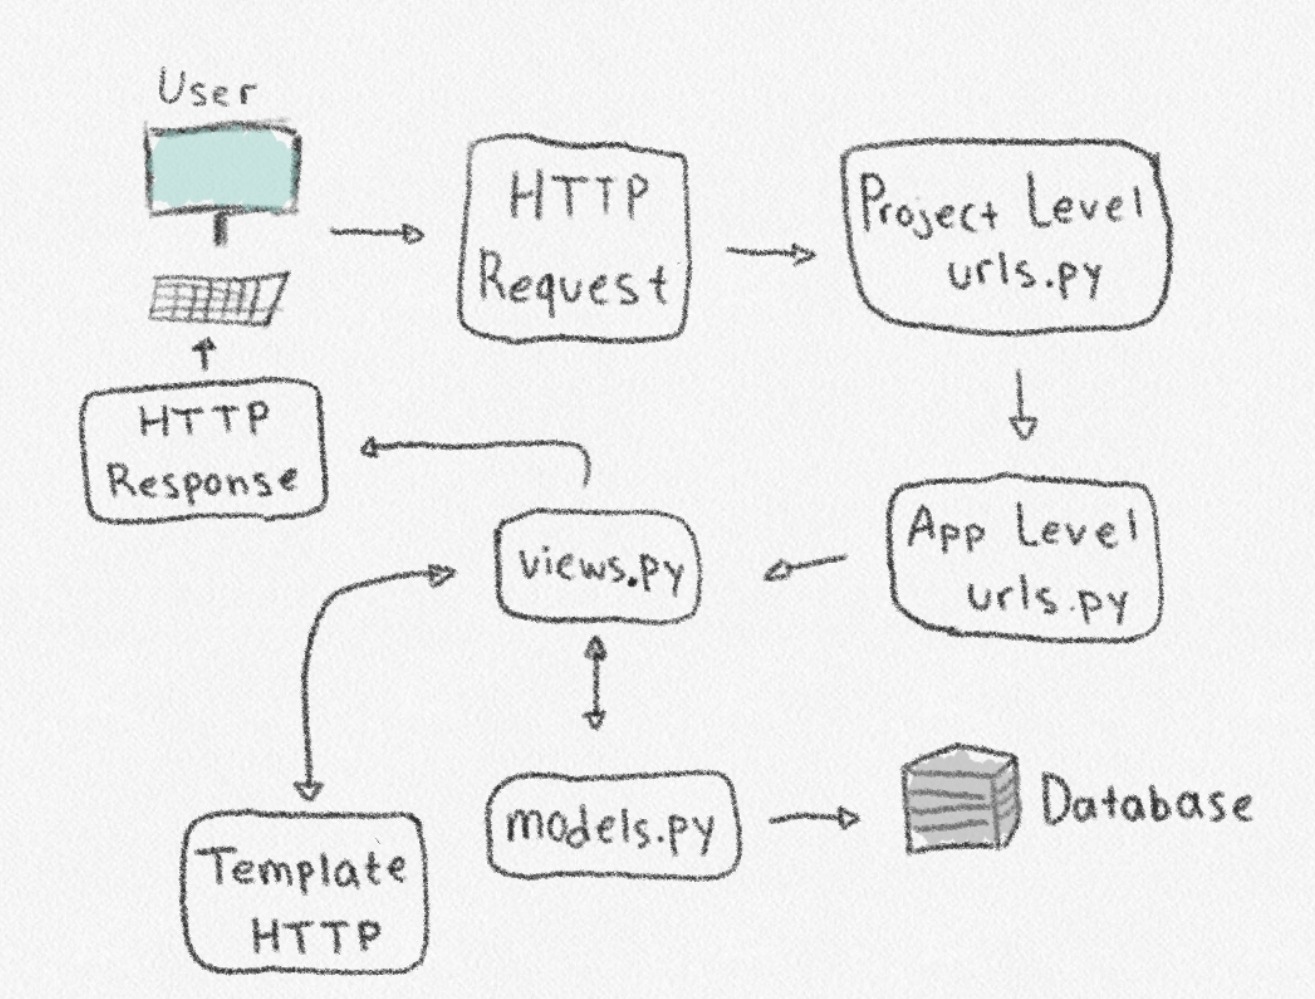 User
HTTP
Request
Project Level
urls.py
HTTP
Response
App Level
urls.py
views.py
models.py
Database
Template
HTTP